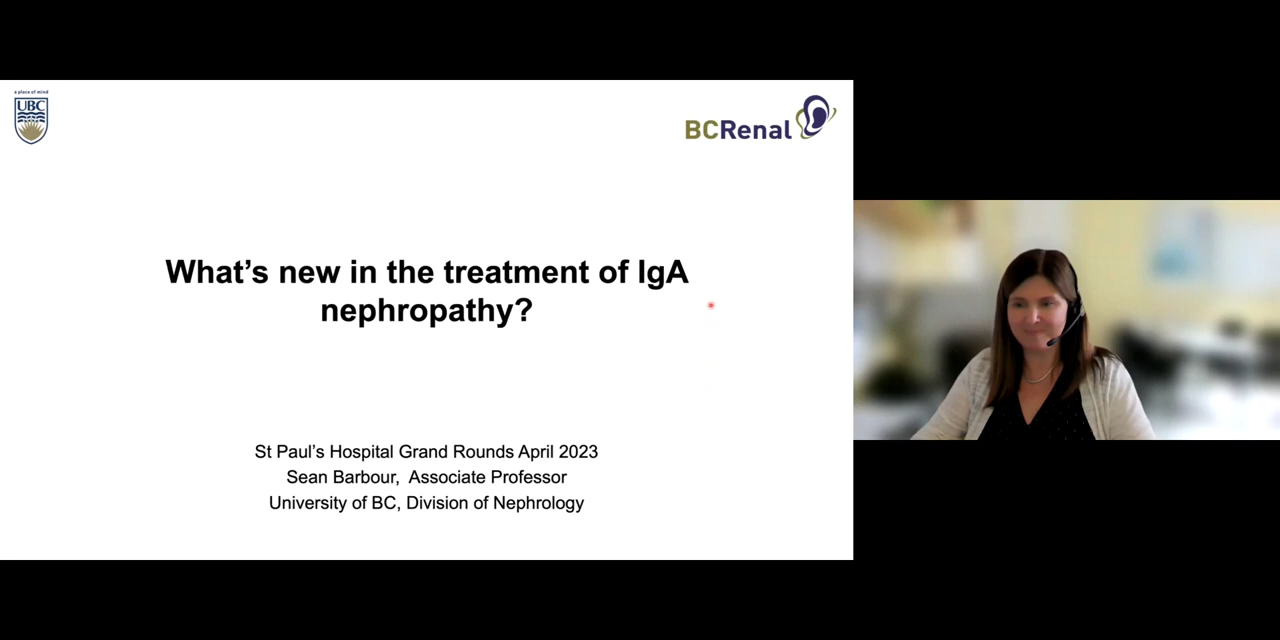 a place of mind
UBC
BCRenal
What's new in the treatment of IgA
nephropathy?
St Paul's Hospital Grand Rounds April 2023
Sean Barbour, Associate Professor
University of BC, Division of Nephrology